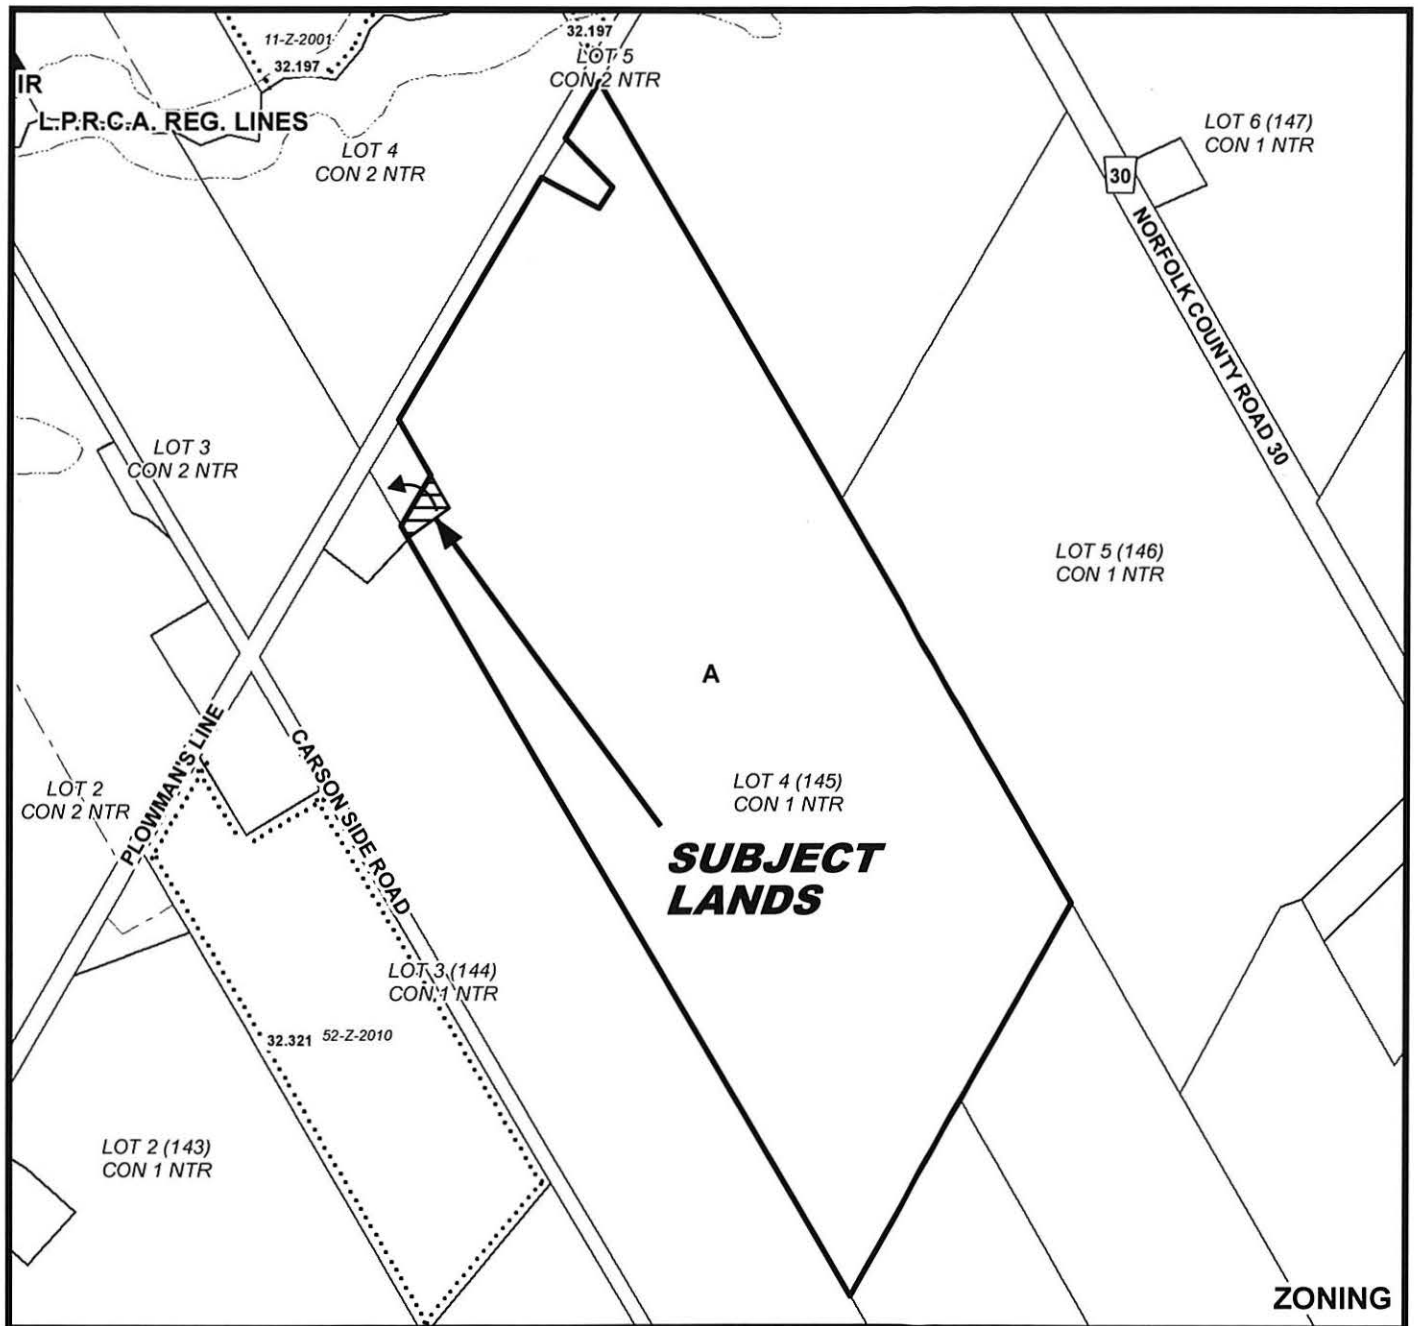 11-Z-2001
32.197
32.197
LOT 5
CON 2 NTR
IR
L.P.R.C.A. REG. LINES
LOT 4
CON 2 NTR
LOT 6 (147)
CON 1 NTR
30
NORFOLK COUNTY ROAD 30
LOT 3
CON 2 NTR
LOT 5 (146)
CON 1 NTR
A
LOT 2
CON 2 NTR
PLOWMAN'S LINE
CARSON SIDE ROAD
LOT 4 (145)
CON 1 NTR
SUBJECT
LANDS
LOT 3 (144)
CON 1 NTR
32.321 52-Z-2010
LOT 2 (143)
CON 1 NTR
ZONING